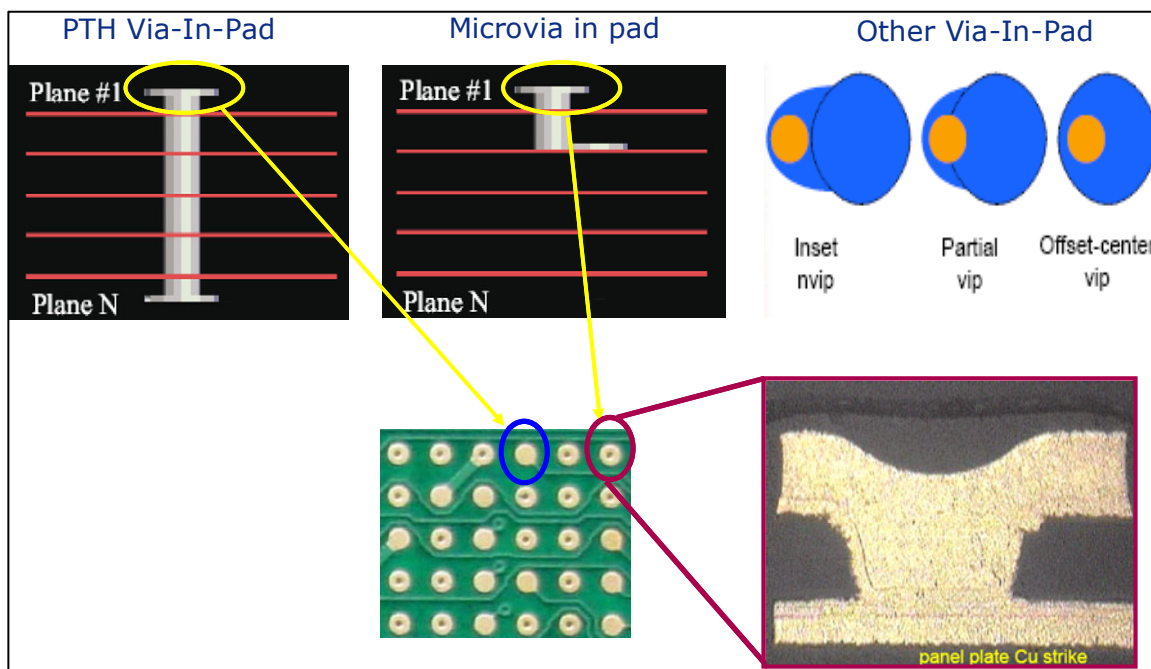 PTH Via-In-Pad
Microvia in pad
Other Via-In-Pad
Plane #1
Plane N
Plane #1
Plane N
Inset
nvip
Partial
vip
Offset-center
vip
panel plate Cu strike